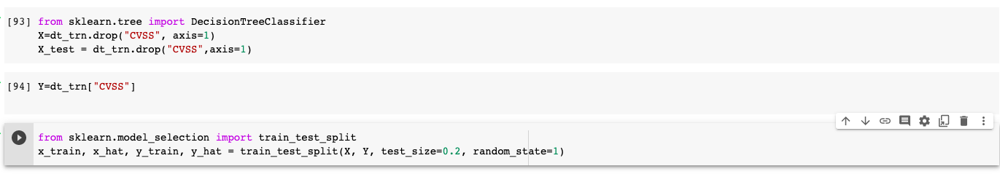 [93] from sklearn.tree import DecisionTreeClassifier
X=dt_trn.drop("CVSS", axis=1)
X_test = dt_trn.drop("CVSS",axis=1)
[94] Y=dt_trn["CVSS"]
from sklearn.model_selection import train_test_split
x_train, x_hat, y_train, y_hat = train_test_split(X, Y, test_size=0.2, random_state=1)